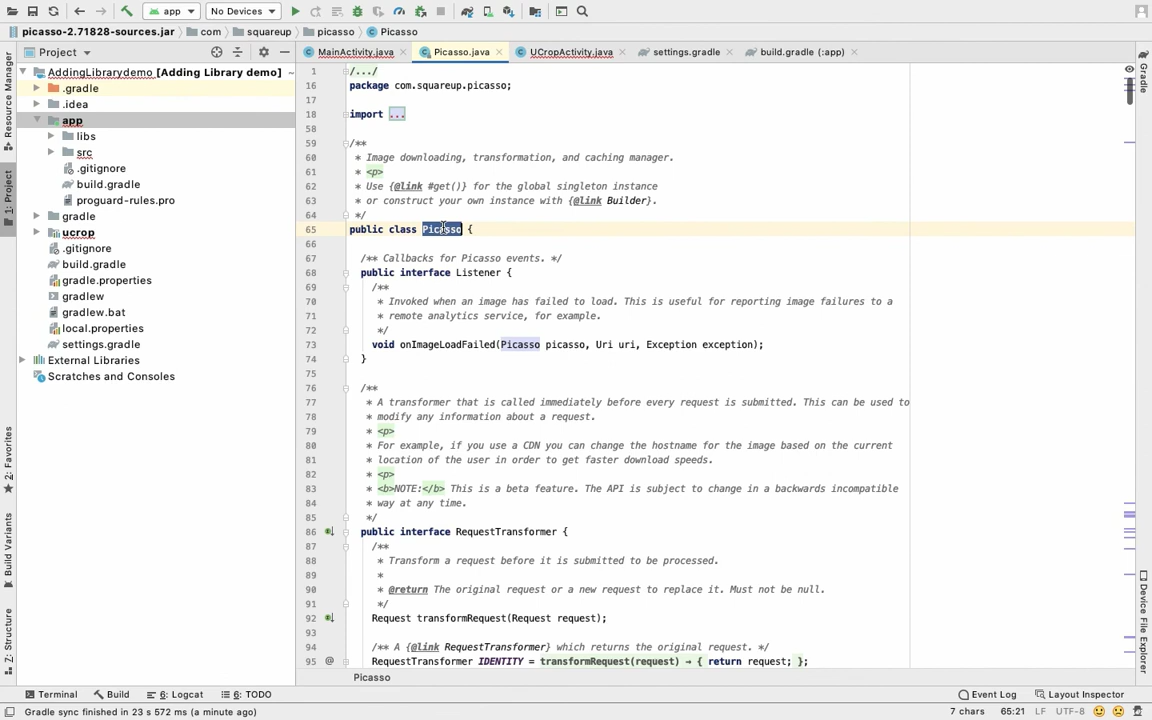 app
No Devices
picasso-2.71828-sources.jar com squareup picasso Picasso
Project
MainActivity.java Picasso.java UCropActivity.java settings.gradle build.gradle (:app)
Resource Manager
1: Project
2: Favorites
Build Variants
Z: Structure
AddingLibrarydemo [Adding Library demo] ~
.gradle
.idea
app
libs
src
.gitignore
build.gradle
proguard-rules.pro
gradle
ucrop
.gitignore
build.gradle
gradle.properties
gradlew
gradlew.bat
local.properties
settings.gradle
External Libraries
Scratches and Consoles
1 /.../
16 package com.squareup.picasso;
17
18 import ...
58
59 /**
60 * Image downloading, transformation, and caching manager.
61 * <p>
62 * Use {@link #get()} for the global singleton instance
63 * or construct your own instance with {@link Builder}.
64 */
65 public class Picasso {
66
67 /** Callbacks for Picasso events. */
68 public interface Listener {
69 /**
70 * Invoked when an image has failed to load. This is useful for reporting image failures to a
71 * remote analytics service, for example.
72 */
73 void onImageLoadFailed(Picasso picasso, Uri uri, Exception exception);
74 }
75
76 /**
77 * A transformer that is called immediately before every request is submitted. This can be used to
78 * modify any information about a request.
79 * <p>
80 * For example, if you use a CDN you can change the hostname for the image based on the current
81 * location of the user in order to get faster download speeds.
82 * <p>
83 * <b>NOTE:</b> This is a beta feature. The API is subject to change in a backwards incompatible
84 * way at any time.
85 */
86 public interface RequestTransformer {
87 /**
88 * Transform a request before it is submitted to be processed.
89 *
90 * @return The original request or a new request to replace it. Must not be null.
91 */
92 Request transformRequest(Request request);
93
94 /** A {@link RequestTransformer} which returns the original request. */
95 @ RequestTransformer IDENTITY = transformRequest(request) → { return request; };
Picasso
Gradle
Device File Explorer
Terminal Build 6: Logcat 6: TODO Event Log Layout Inspector
Gradle sync finished in 23 s 572 ms (a minute ago) 7 chars 65:21 LF UTF-8